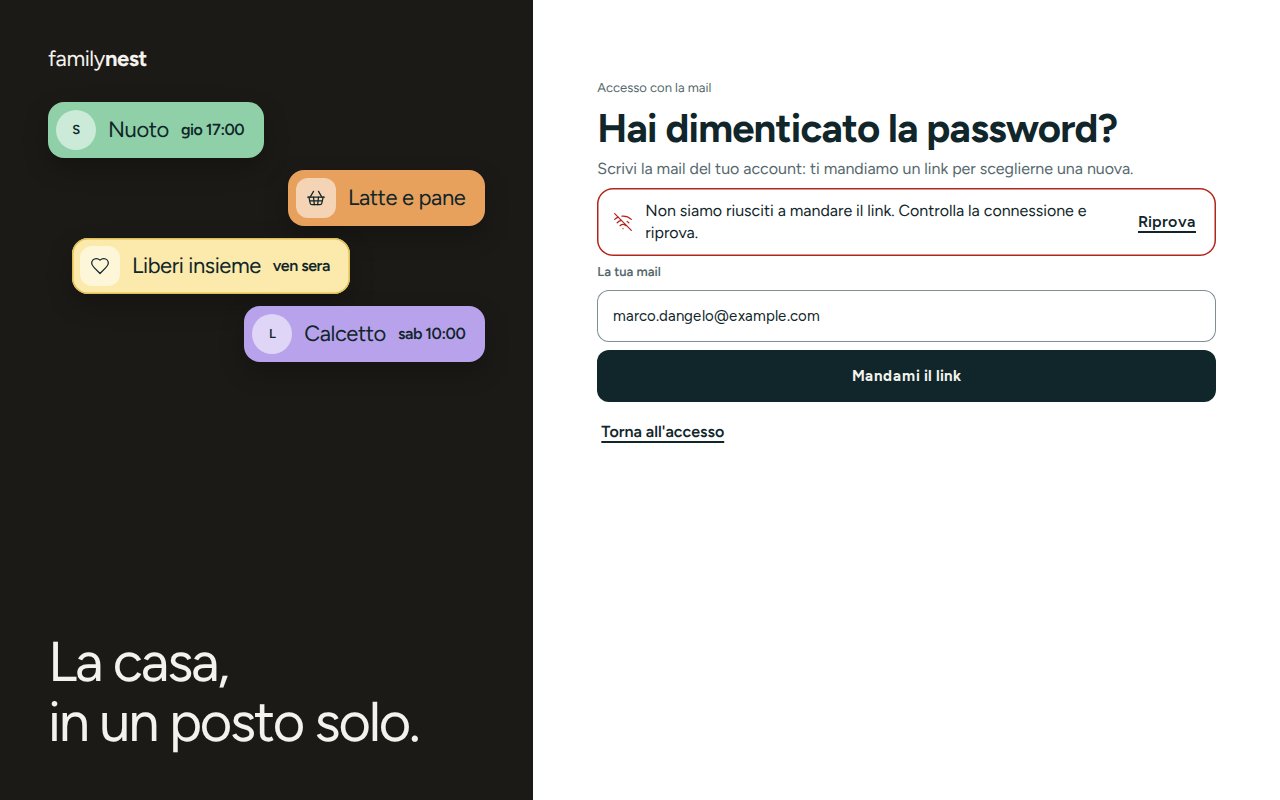 familynest
S Nuoto gio 17:00
Latte e pane
Liberi insieme ven sera
L Calcetto sab 10:00
La casa,
in un posto solo.
Accesso con la mail
Hai dimenticato la password?
Scrivi la mail del tuo account: ti mandiamo un link per sceglierne una nuova.
Non siamo riusciti a mandare il link. Controlla la connessione e
riprova.
Riprova
La tua mail
marco.dangelo@example.com
Mandami il link
Torna all'accesso